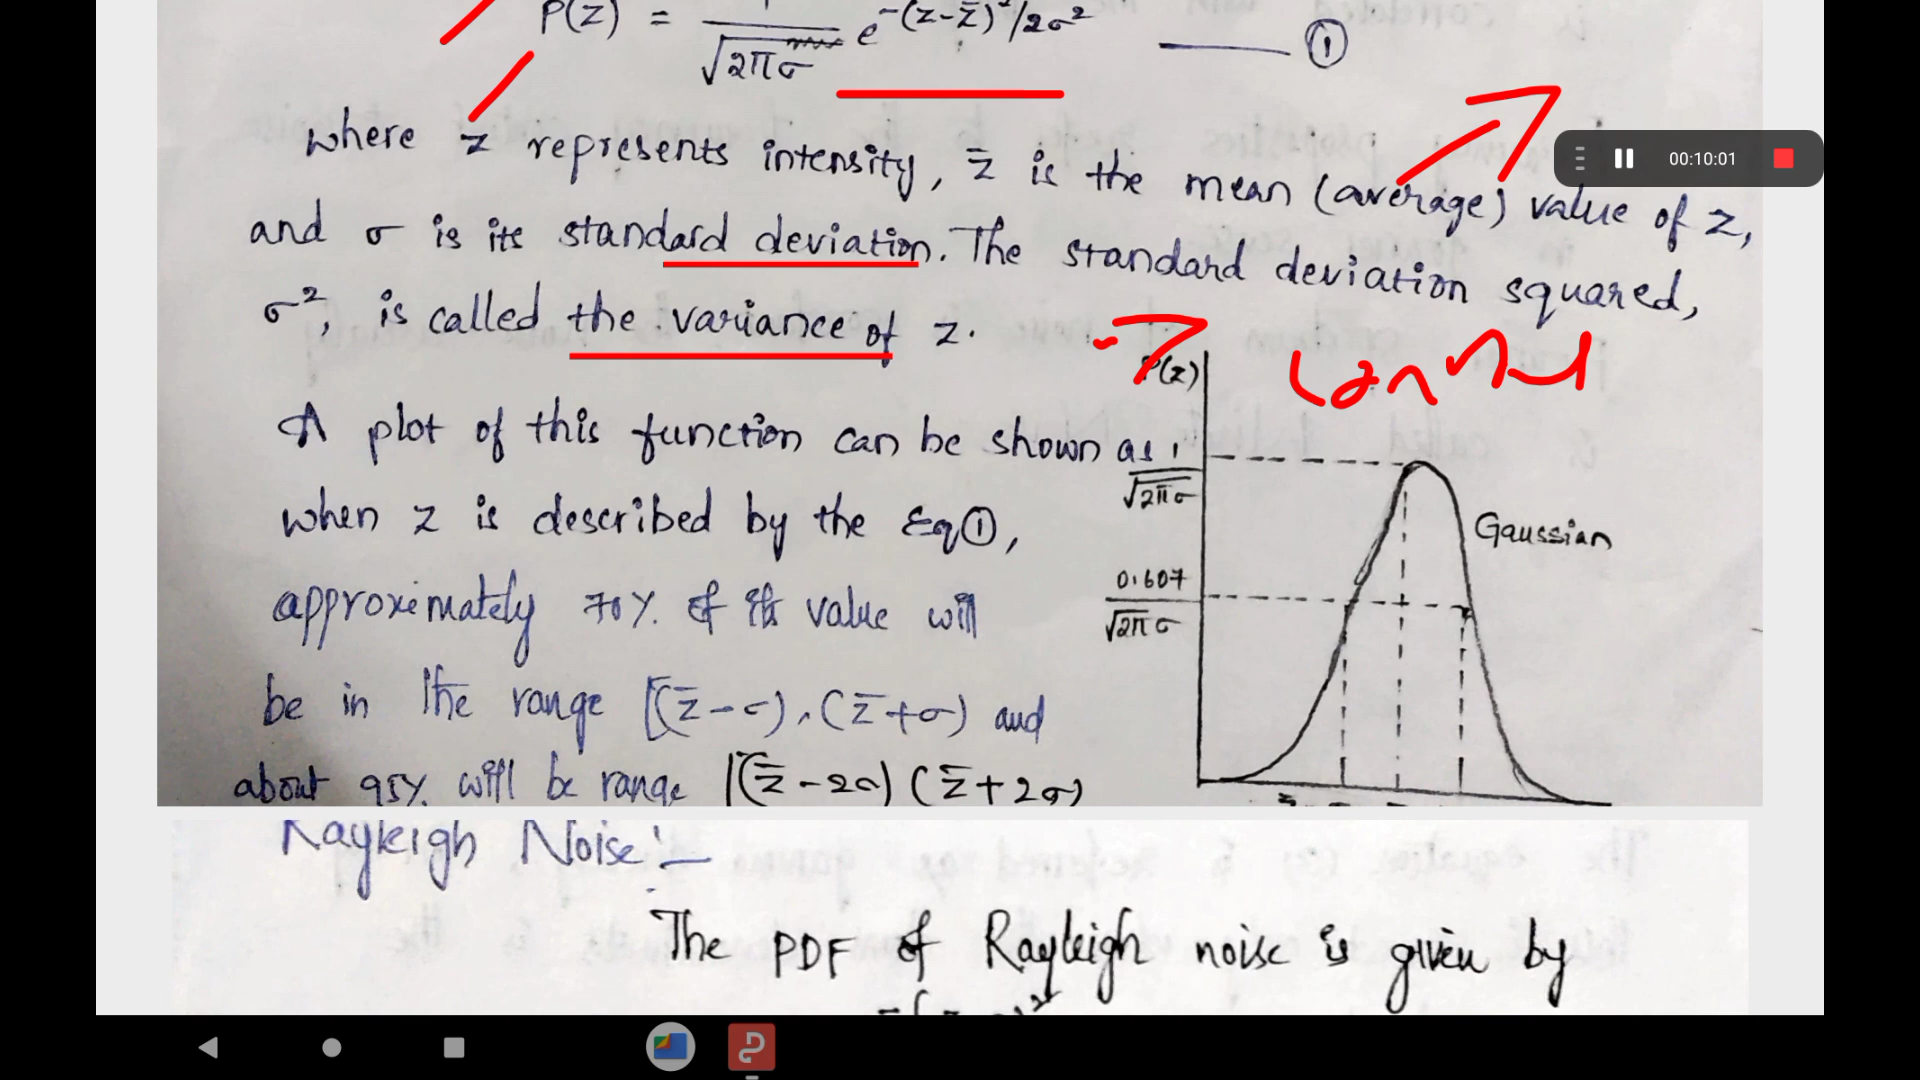 P(z) = 1/√2πσ e^-(z-z̄)²/2σ² ——— ①
where z represents intensity, z̄ is the mean (average) value of z,
00:10:01
and σ is its standard deviation. The standard deviation squared,
σ², is called the variance of z.
P(z)
A plot of this function can be shown as
1/√2πσ
when z is described by the Eq①,
Gaussian
approximately 70% of its value will
0.607/√2πσ
be in the range [(z̄-σ), (z̄+σ) and
about 95% will be range [(z̄-2σ) (z̄+2σ)
Rayleigh Noise:-
The PDF of Rayleigh noise is given by